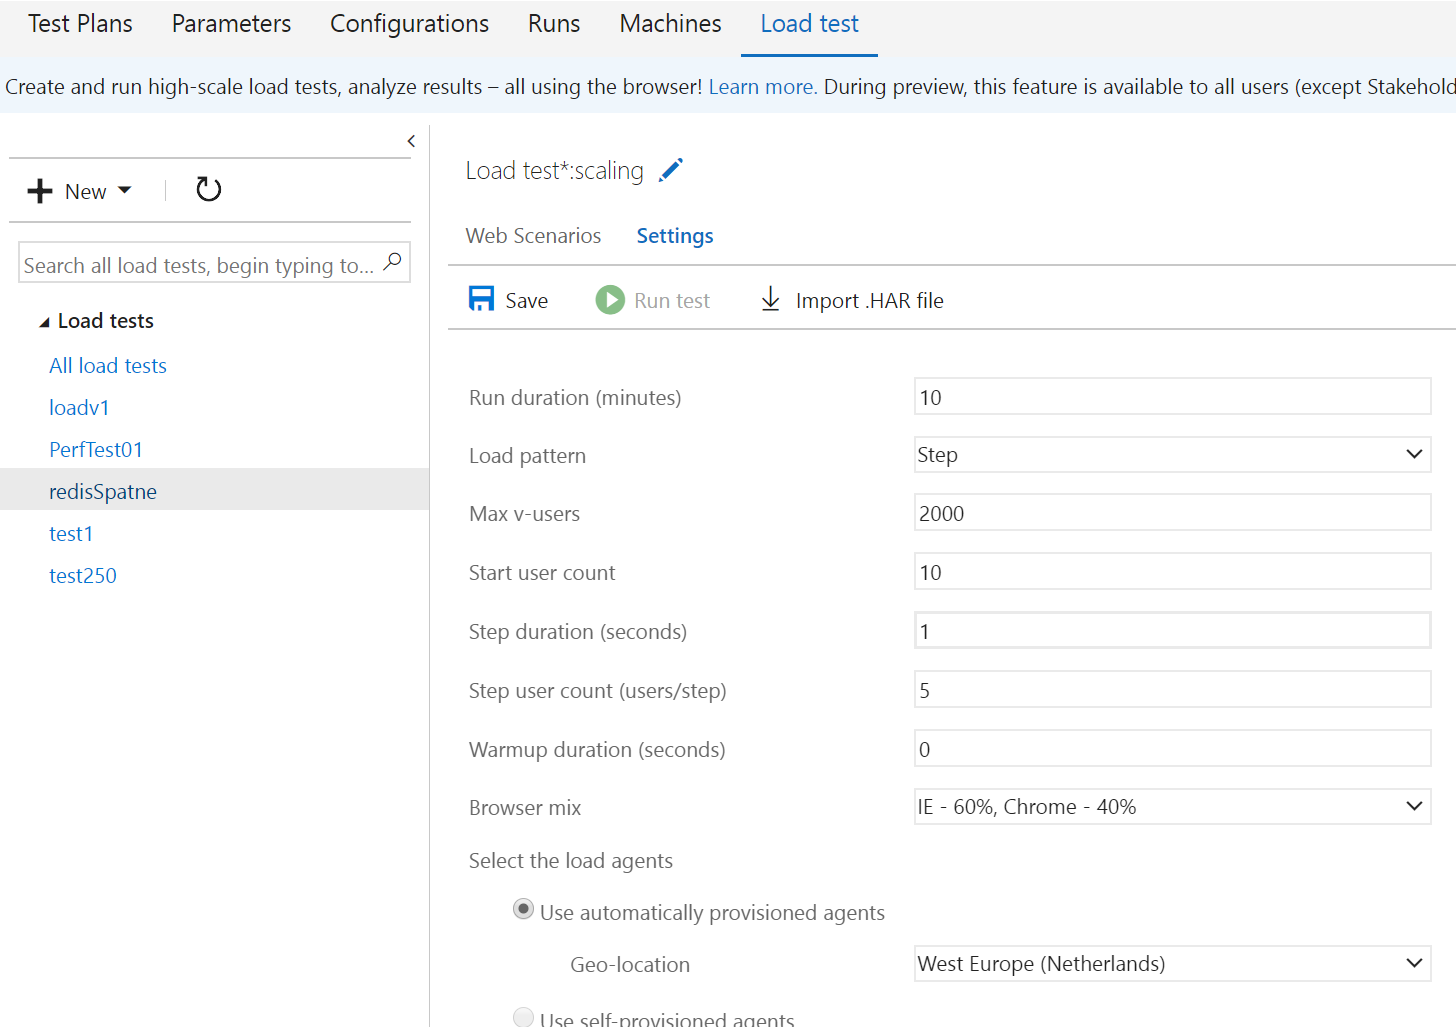 Test Plans Parameters Configurations Runs Machines Load test
Create and run high-scale load tests, analyze results – all using the browser! Learn more. During preview, this feature is available to all users (except Stakehold
New
Search all load tests, begin typing to...
Load tests
All load tests
loadv1
PerfTest01
redisSpatne
test1
test250
Load test*:scaling
Web Scenarios Settings
Save Run test Import .HAR file
Run duration (minutes) 10
Load pattern Step
Max v-users 2000
Start user count 10
Step duration (seconds) 1
Step user count (users/step) 5
Warmup duration (seconds) 0
Browser mix IE - 60%, Chrome - 40%
Select the load agents
Use automatically provisioned agents
Geo-location West Europe (Netherlands)
Use self-provisioned agents